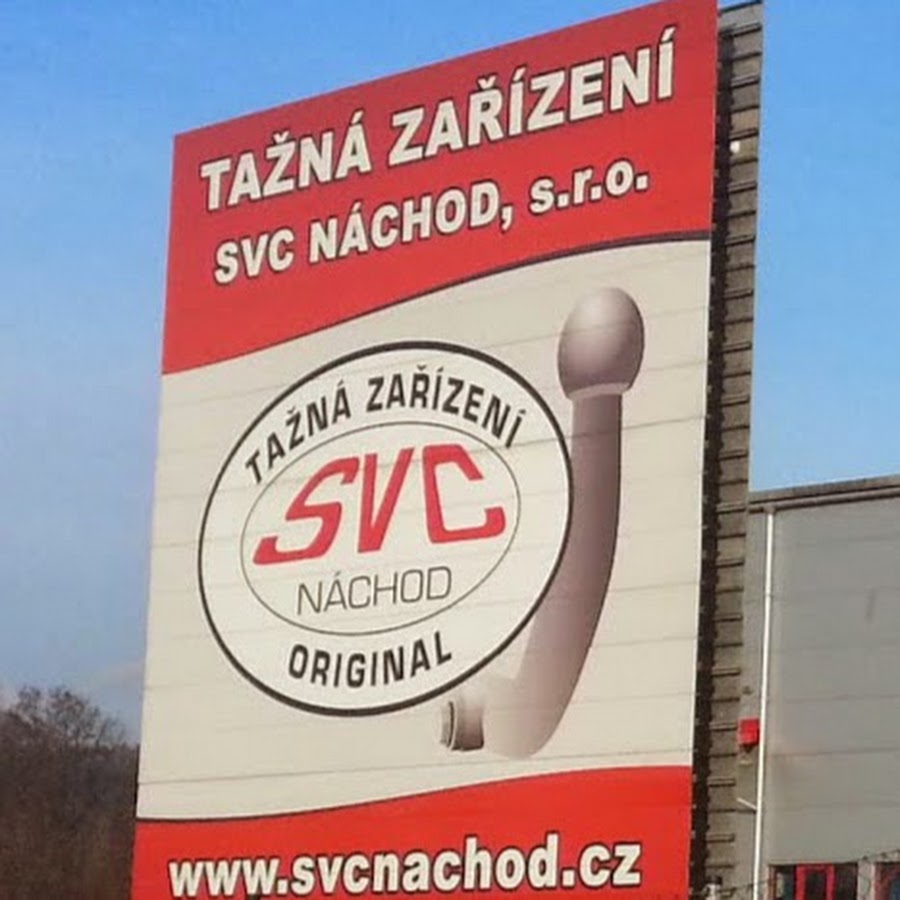 TAŽNÁ ZAŘÍZENÍ
SVC NÁCHOD, s.r.o.
TAŽNÁ ZAŘÍZENÍ
SVC
NÁCHOD
ORIGINAL
www.svcnachod.cz